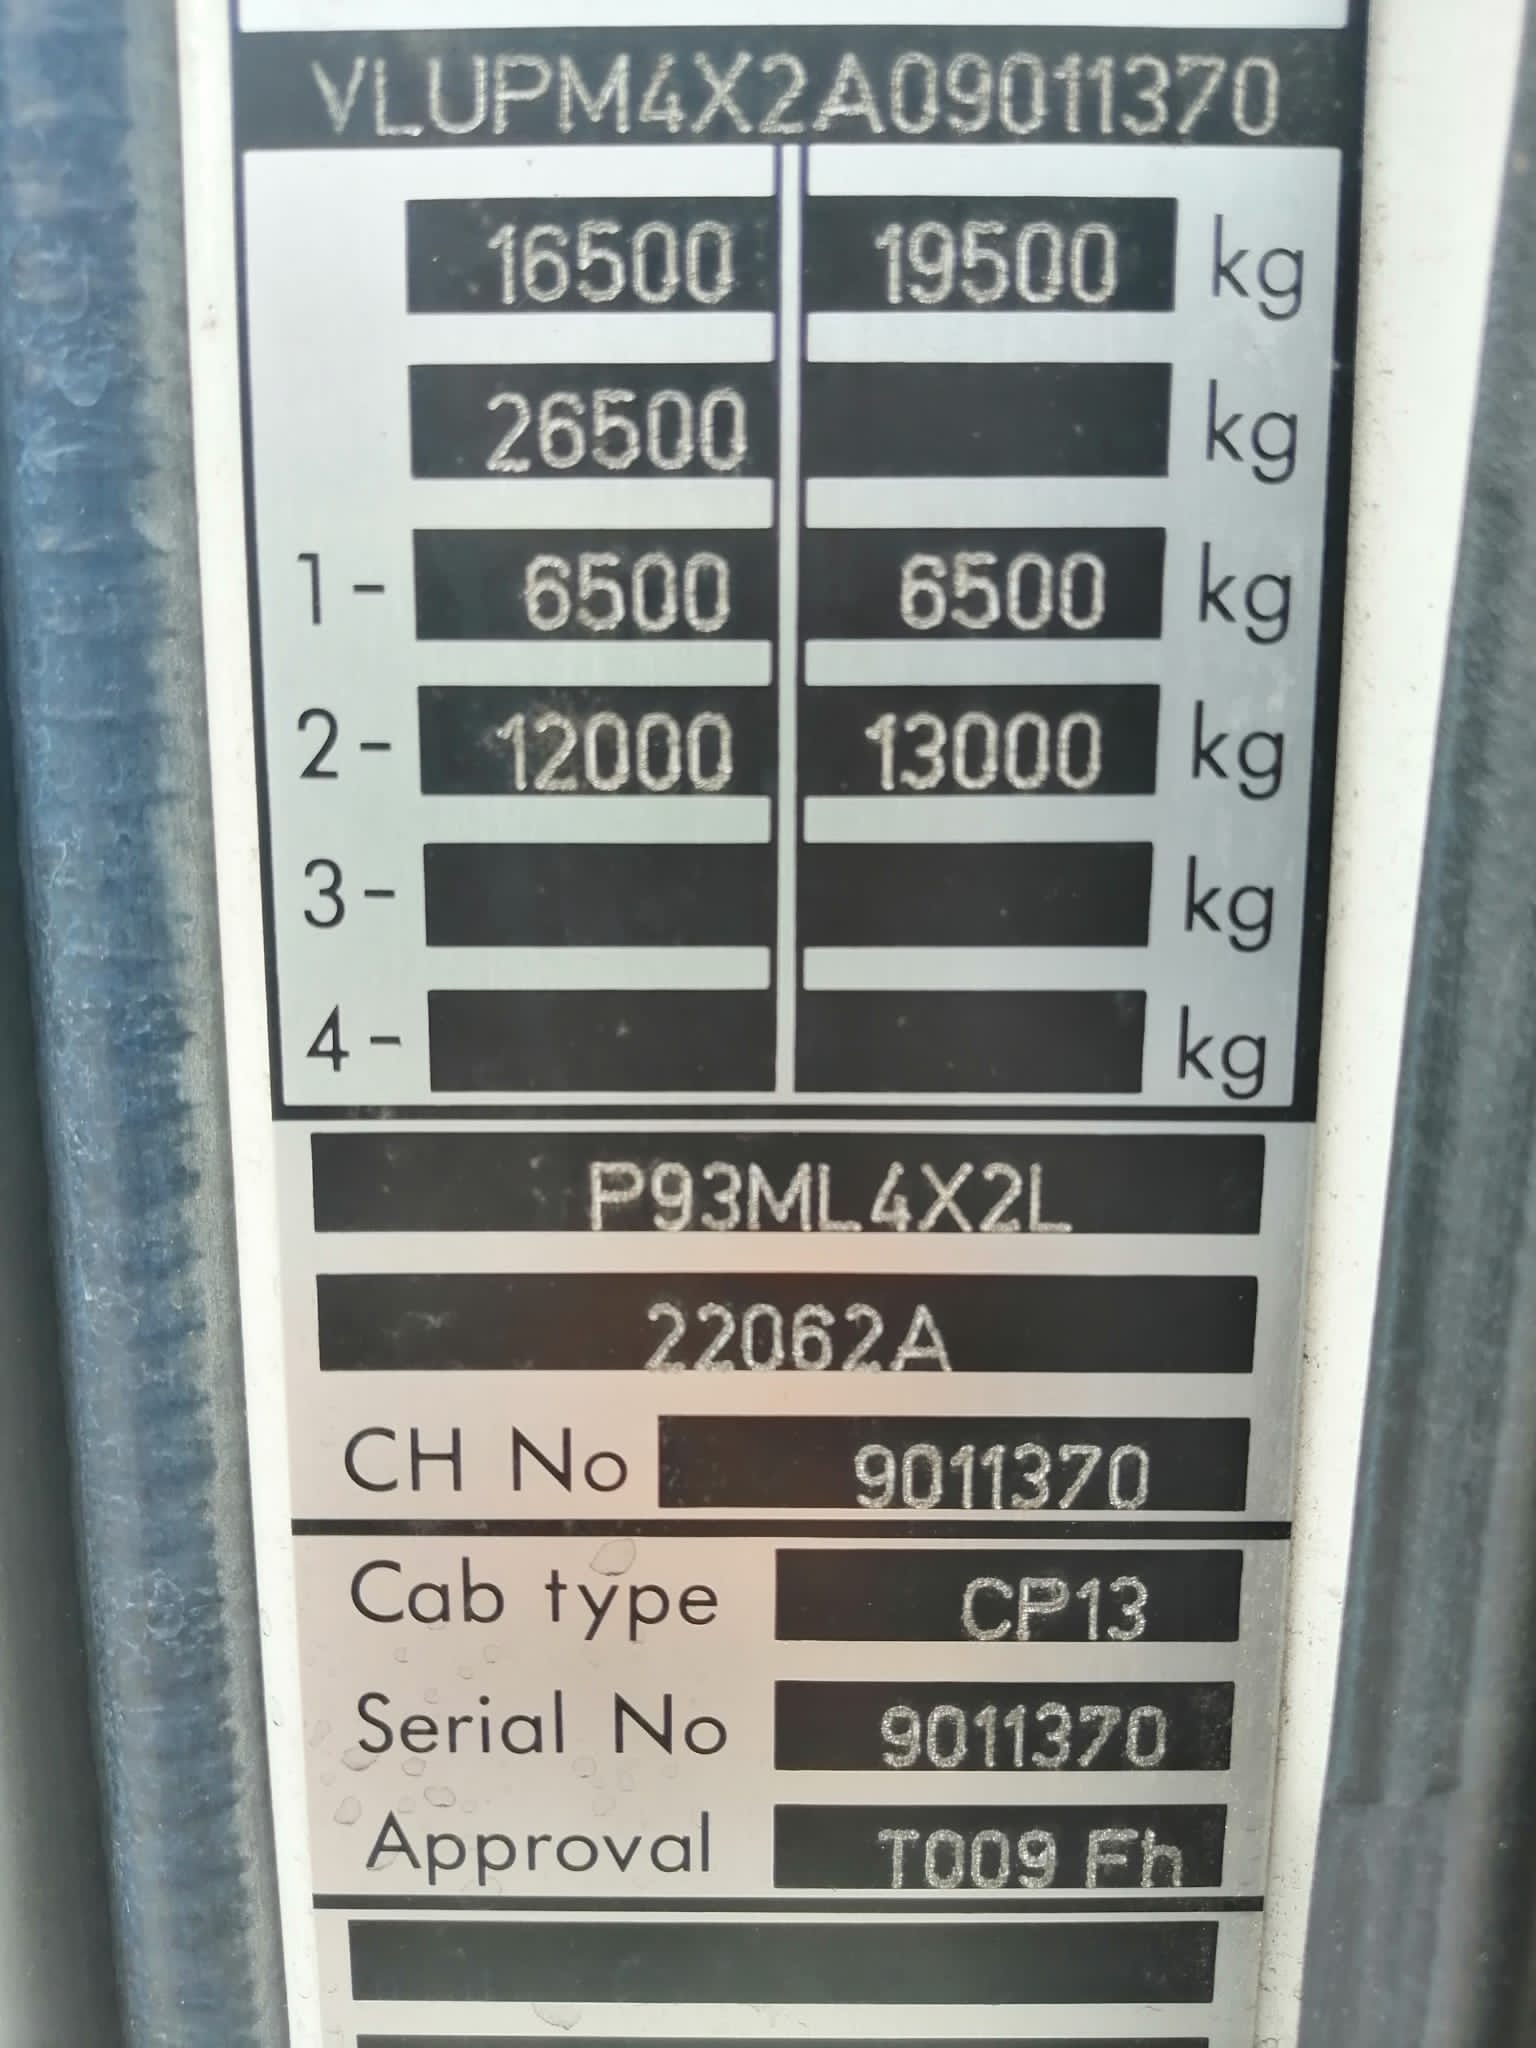 VLUPM4X2A09011370
16500 19500 kg
26500 kg
1- 6500 6500 kg
2- 12000 13000 kg
3- kg
4- kg
P93ML4X2L
22062A
CH No 9011370
Cab type CP13
Serial No 9011370
Approval T009 Fh